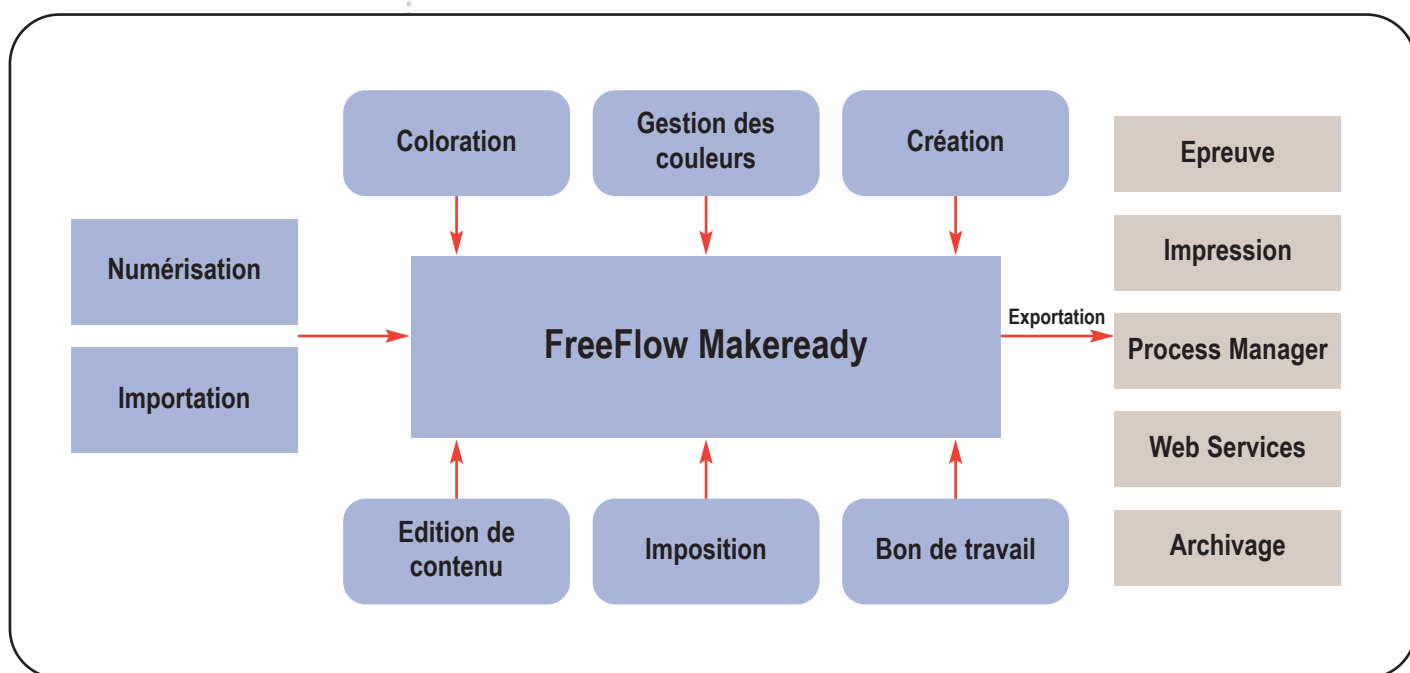 Coloration
Gestion des
couleurs
Création
Numérisation
Importation
FreeFlow Makeready
Exportation
Epreuve
Impression
Process Manager
Web Services
Archivage
Edition de
contenu
Imposition
Bon de travail